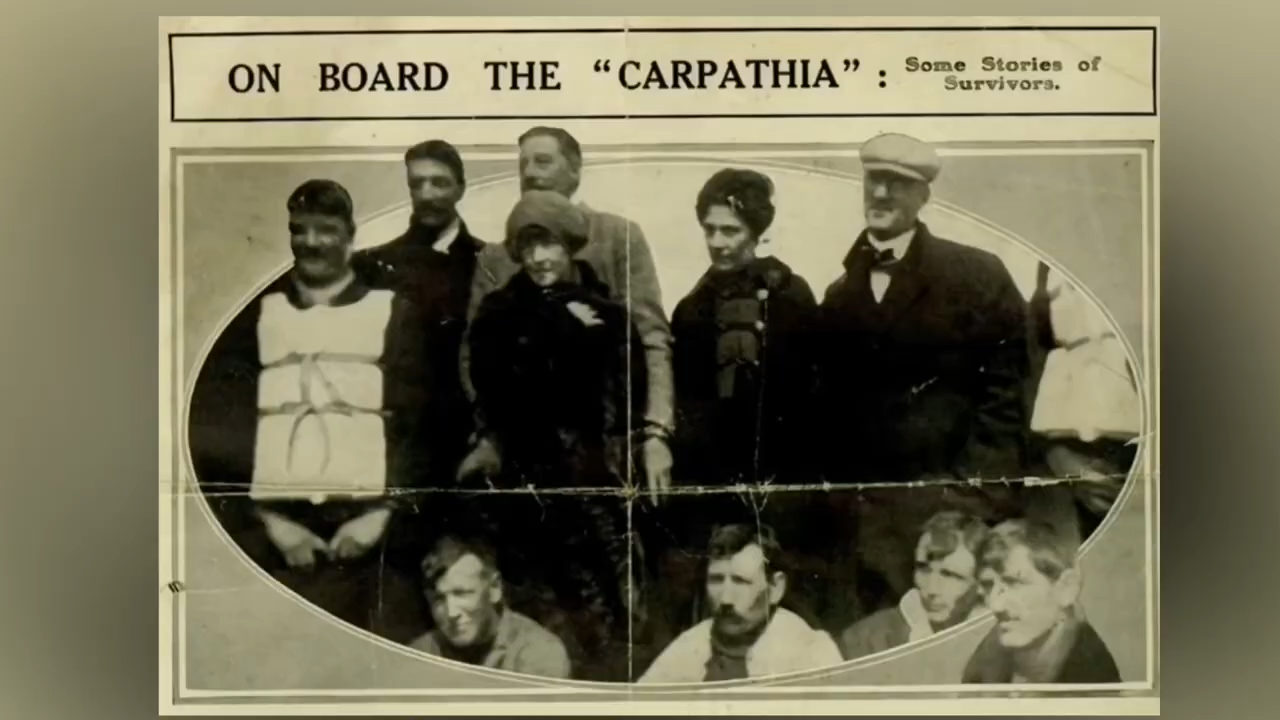 ON BOARD THE “CARPATHIA” : Some Stories of
Survivors.